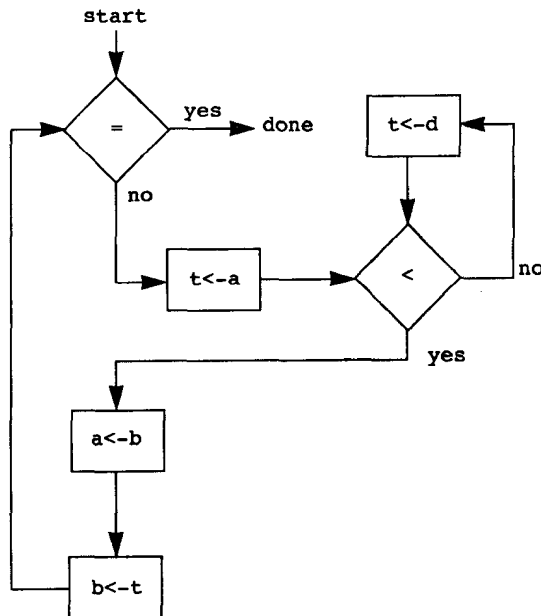 start
=
yes
done
no
t<-d
t<-a
<
no
yes
a<-b
b<-t